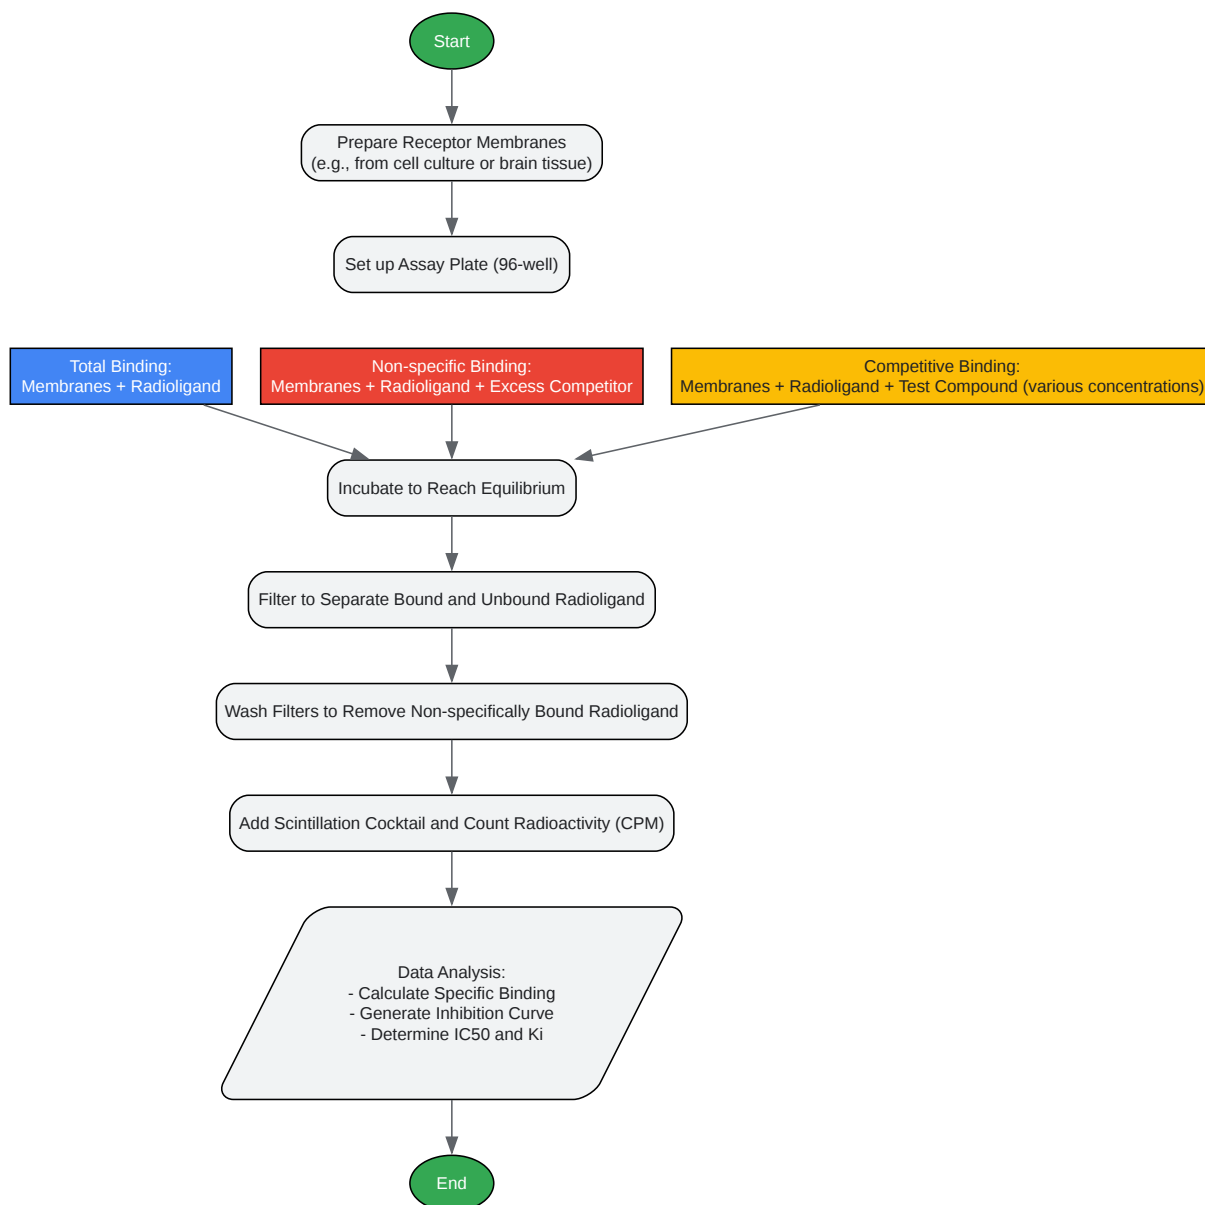 Start
Prepare Receptor Membranes
(e.g., from cell culture or brain tissue)
Set up Assay Plate (96-well)
Total Binding:
Membranes + Radioligand
Non-specific Binding:
Membranes + Radioligand + Excess Competitor
Competitive Binding:
Membranes + Radioligand + Test Compound (various concentrations)
Incubate to Reach Equilibrium
Filter to Separate Bound and Unbound Radioligand
Wash Filters to Remove Non-specifically Bound Radioligand
Add Scintillation Cocktail and Count Radioactivity (CPM)
Data Analysis:
- Calculate Specific Binding
- Generate Inhibition Curve
- Determine IC50 and Ki
End